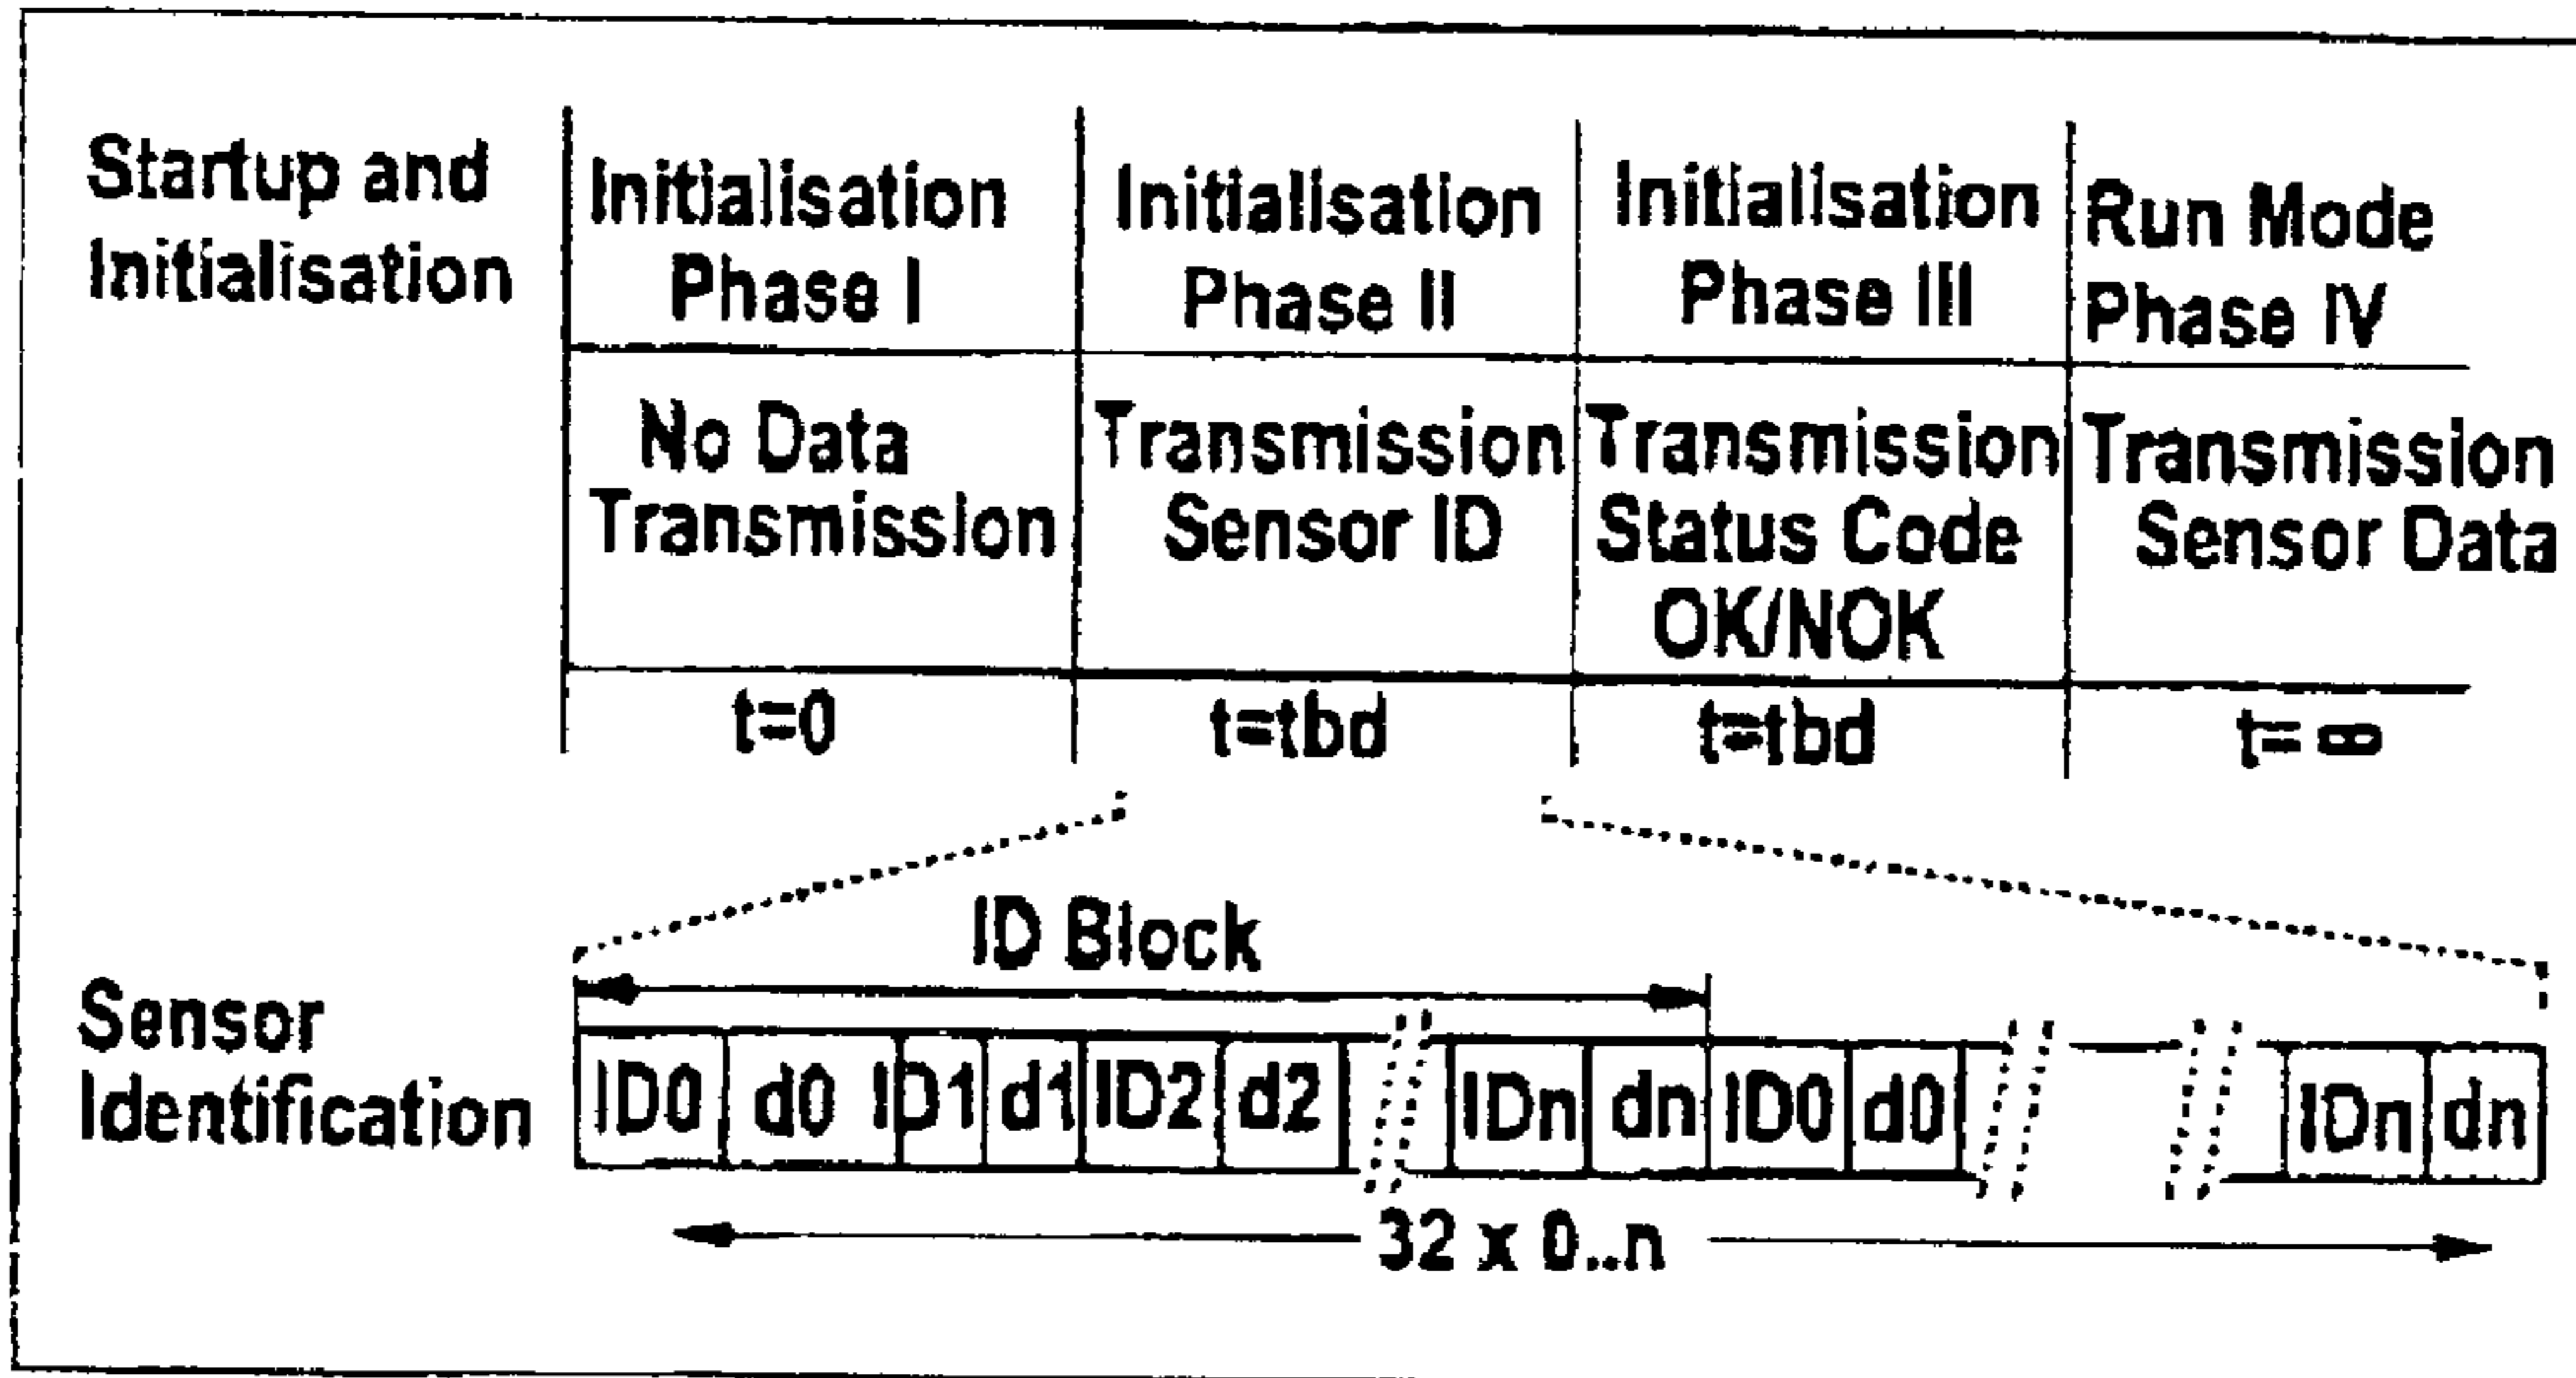 Startup and
Initialisation
Initialisation
Phase I
Initialisation
Phase II
Initialisation
Phase III
Run Mode
Phase IV
No Data
Transmission
Transmission
Sensor ID
Transmission
Status Code
OK/NOK
Transmission
Sensor Data
t=0
t=tbd
t=tbd
t= ∞
ID Block
Sensor
Identification
ID0 d0 ID1 d1 ID2 d2 IDn dn ID0 d0 IDn dn
32 x 0..n